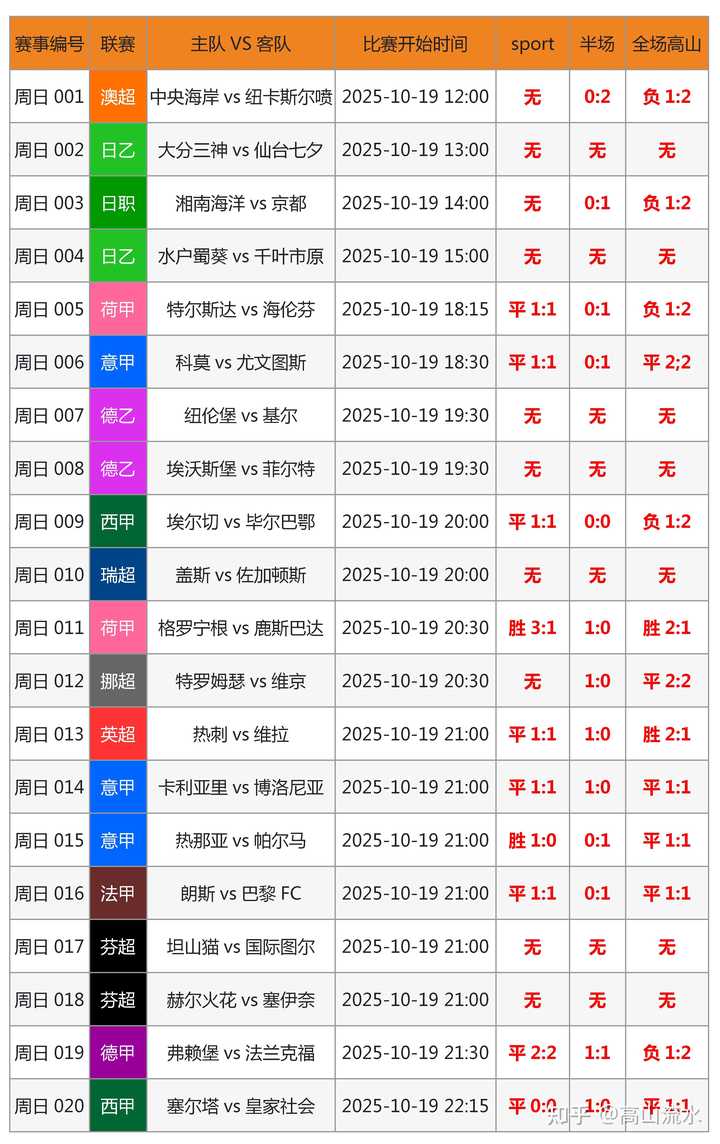 赛事编号 联赛 主队 VS 客队 比赛开始时间 sport 半场 全场高山
周日 001 澳超 中央海岸 vs 纽卡斯尔喷 2025-10-19 12:00 无 0:2 负 1:2
周日 002 日乙 大分三神 vs 仙台七夕 2025-10-19 13:00 无 无 无
周日 003 日职 湘南海洋 vs 京都 2025-10-19 14:00 无 0:1 负 1:2
周日 004 日乙 水户蜀葵 vs 千叶市原 2025-10-19 15:00 无 无 无
周日 005 荷甲 特尔斯达 vs 海伦芬 2025-10-19 18:15 平 1:1 0:1 负 1:2
周日 006 意甲 科莫 vs 尤文图斯 2025-10-19 18:30 平 1:1 0:1 平 2;2
周日 007 德乙 纽伦堡 vs 基尔 2025-10-19 19:30 无 无 无
周日 008 德乙 埃沃斯堡 vs 菲尔特 2025-10-19 19:30 无 无 无
周日 009 西甲 埃尔切 vs 毕尔巴鄂 2025-10-19 20:00 平 1:1 0:0 负 1:2
周日 010 瑞超 盖斯 vs 佐加顿斯 2025-10-19 20:00 无 无 无
周日 011 荷甲 格罗宁根 vs 鹿斯巴达 2025-10-19 20:30 胜 3:1 1:0 胜 2:1
周日 012 挪超 特罗姆瑟 vs 维京 2025-10-19 20:30 无 1:0 平 2:2
周日 013 英超 热刺 vs 维拉 2025-10-19 21:00 平 1:1 1:0 胜 2:1
周日 014 意甲 卡利亚里 vs 博洛尼亚 2025-10-19 21:00 平 1:1 1:0 平 1:1
周日 015 意甲 热那亚 vs 帕尔马 2025-10-19 21:00 胜 1:0 0:1 平 1:1
周日 016 法甲 朗斯 vs 巴黎 FC 2025-10-19 21:00 平 1:1 0:1 平 1:1
周日 017 芬超 坦山猫 vs 国际图尔 2025-10-19 21:00 无 无 无
周日 018 芬超 赫尔火花 vs 塞伊奈 2025-10-19 21:00 无 无 无
周日 019 德甲 弗赖堡 vs 法兰克福 2025-10-19 21:30 平 2:2 1:1 负 1:2
周日 020 西甲 塞尔塔 vs 皇家社会 2025-10-19 22:15 平 0:0 1:0 平 1:1
知乎 @高山流水